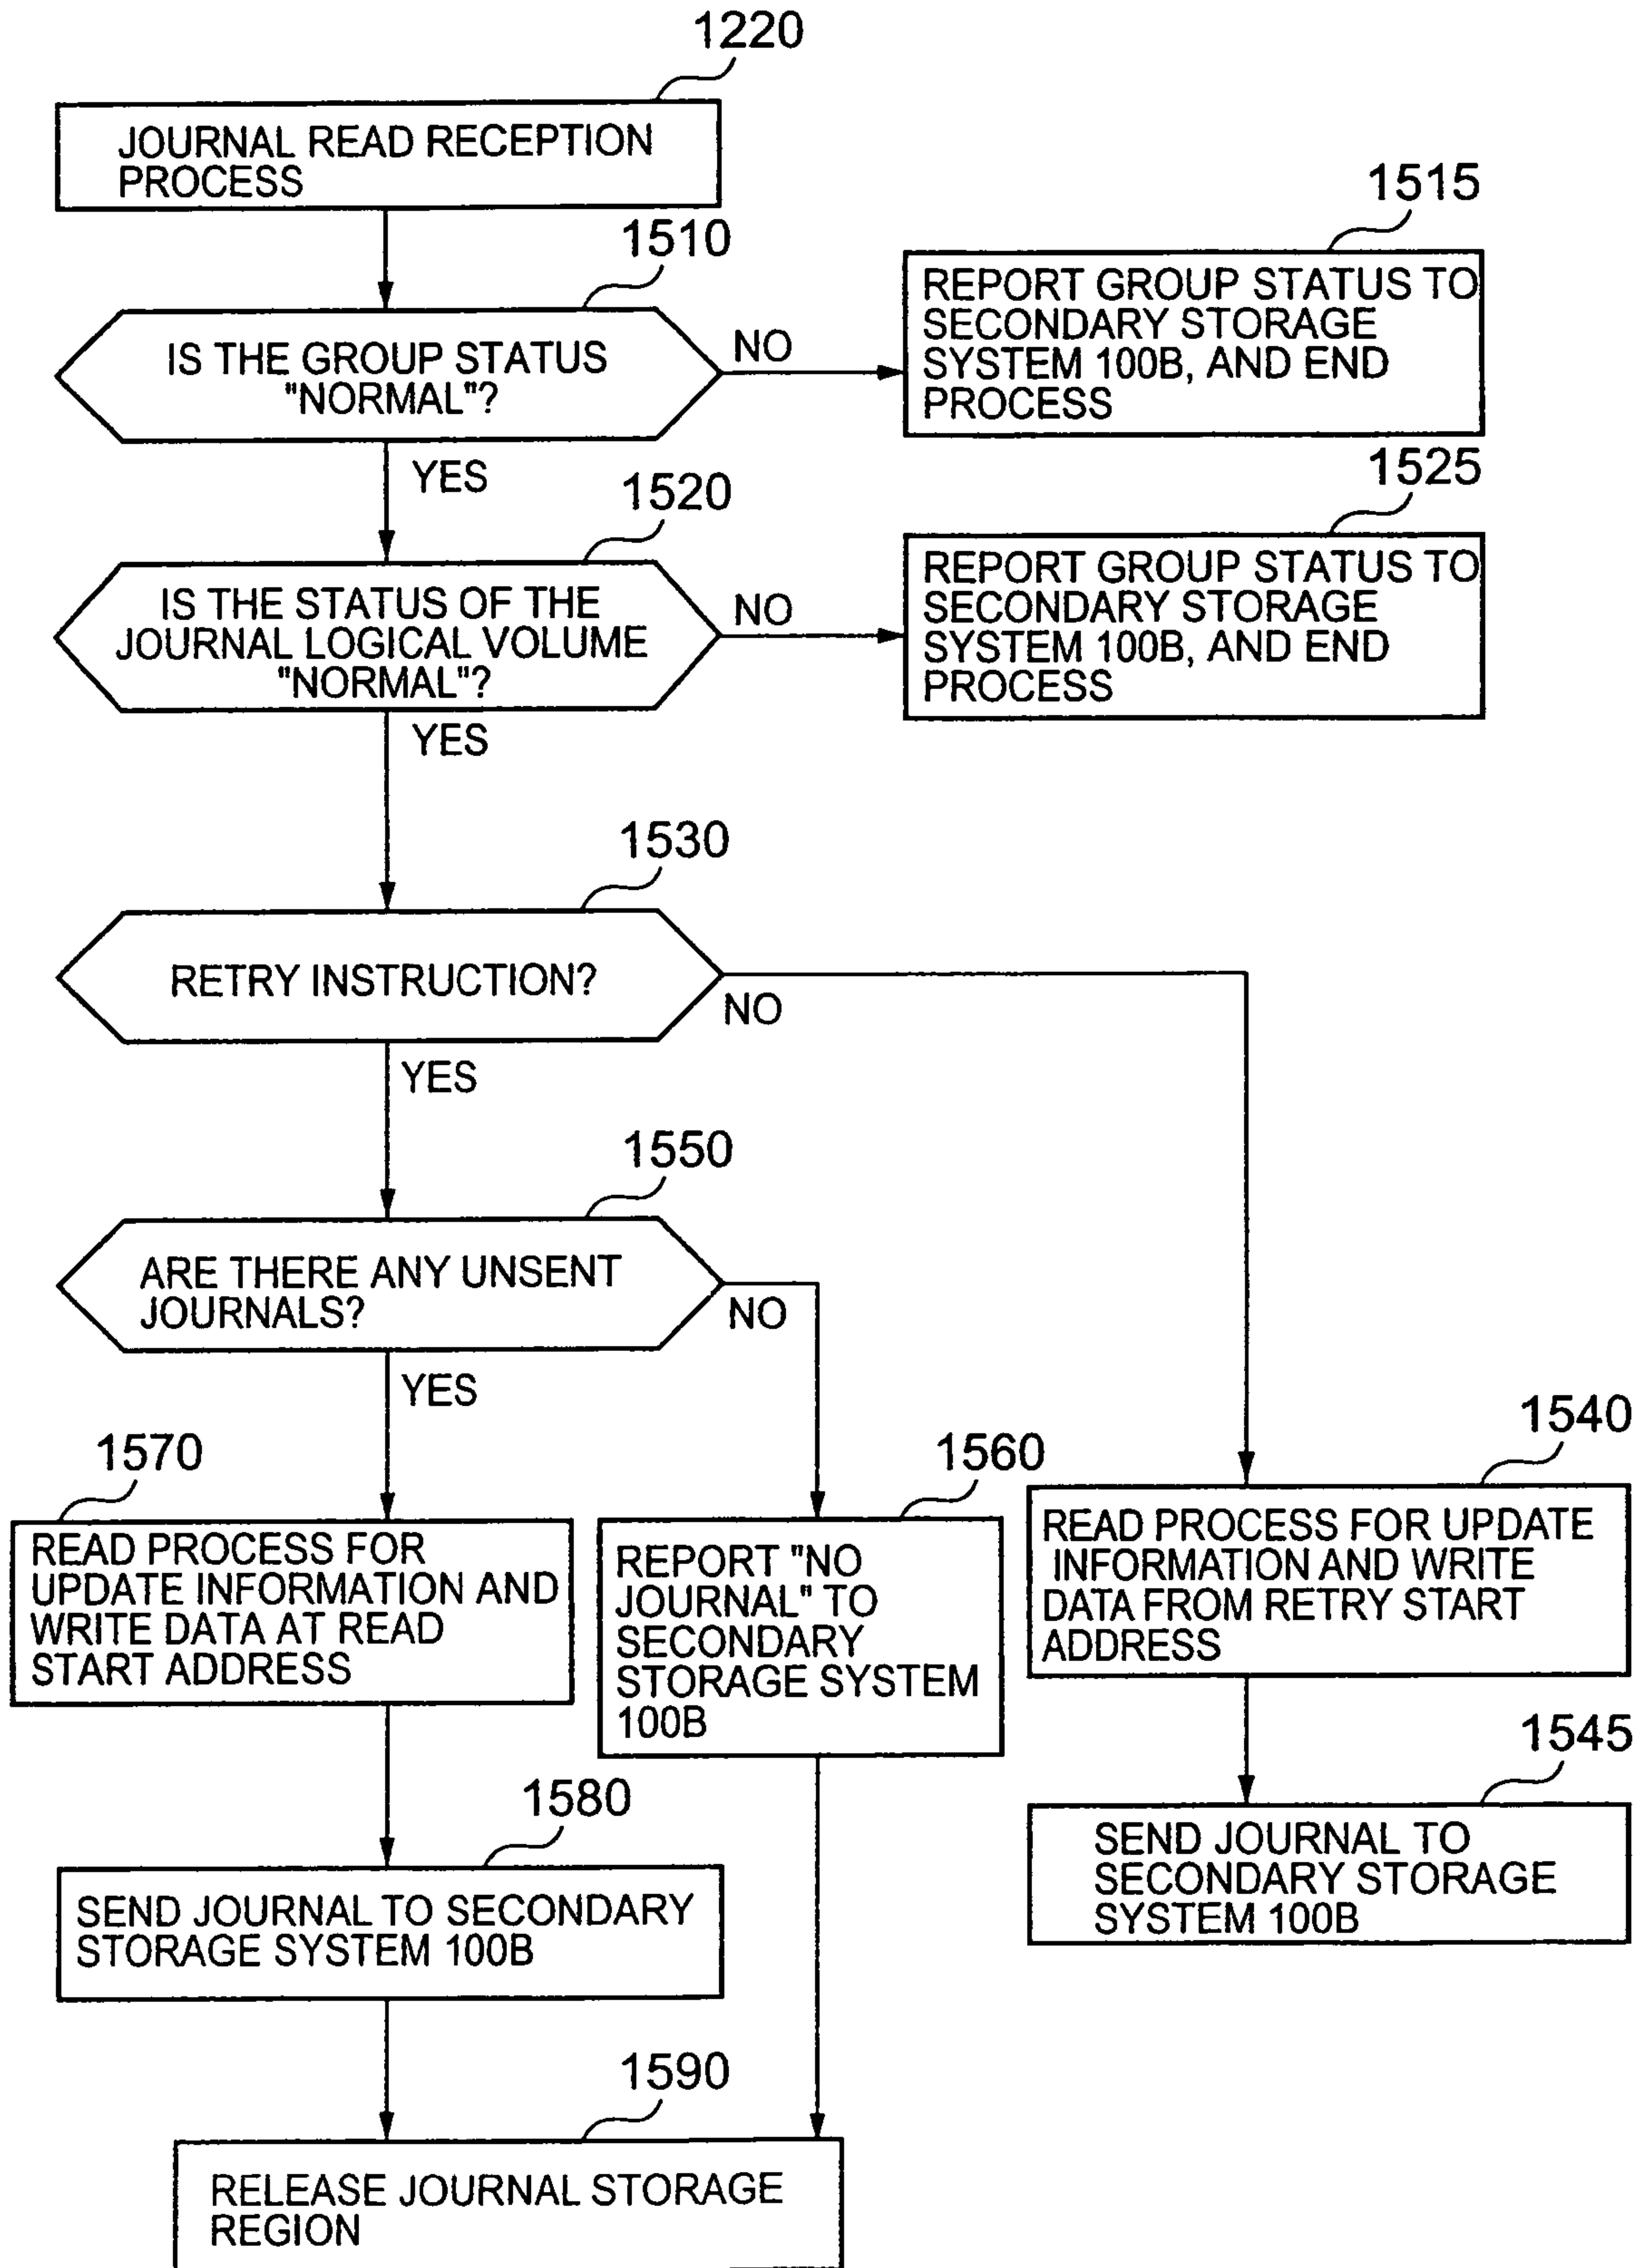 1220
JOURNAL READ RECEPTION
PROCESS
1510
1515
IS THE GROUP STATUS
"NORMAL"?
NO
YES
REPORT GROUP STATUS TO
SECONDARY STORAGE
SYSTEM 100B, AND END
PROCESS
1520
1525
IS THE STATUS OF THE
JOURNAL LOGICAL VOLUME
"NORMAL"?
NO
YES
REPORT GROUP STATUS TO
SECONDARY STORAGE
SYSTEM 100B, AND END
PROCESS
1530
RETRY INSTRUCTION?
NO
YES
1550
ARE THERE ANY UNSENT
JOURNALS?
NO
YES
1570
READ PROCESS FOR
UPDATE INFORMATION AND
WRITE DATA AT READ
START ADDRESS
1560
REPORT "NO
JOURNAL" TO
SECONDARY
STORAGE SYSTEM
100B
1540
READ PROCESS FOR UPDATE
INFORMATION AND WRITE
DATA FROM RETRY START
ADDRESS
1580
SEND JOURNAL TO SECONDARY
STORAGE SYSTEM 100B
1545
SEND JOURNAL TO
SECONDARY STORAGE
SYSTEM 100B
1590
RELEASE JOURNAL STORAGE
REGION